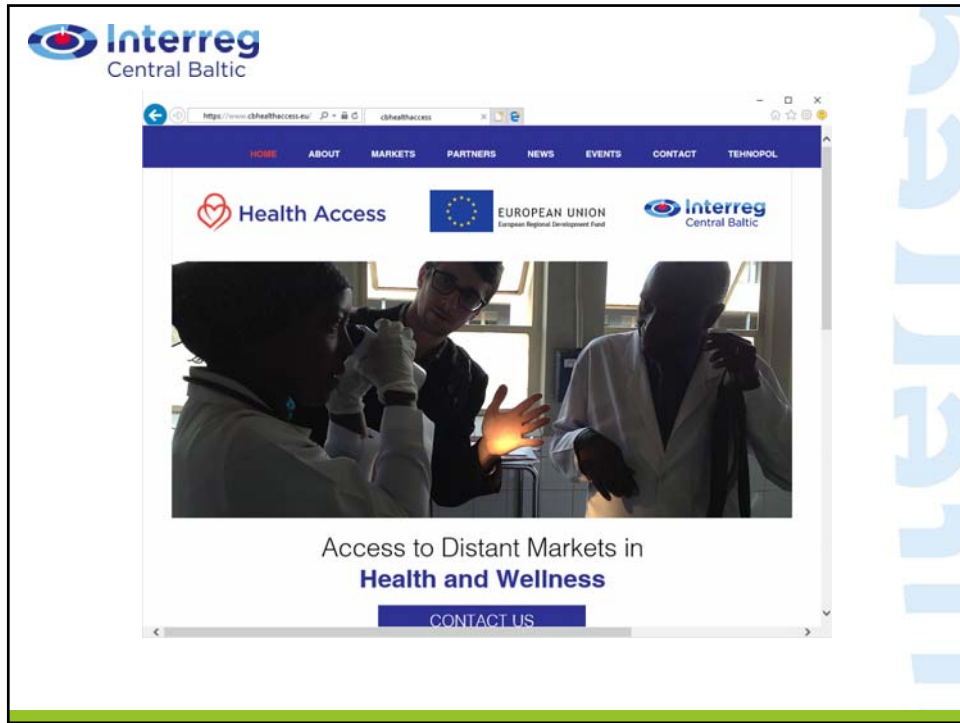 Interreg
Central Baltic
https://www.cbhealthaccess.eu/ cbhealthaccess
HOME ABOUT MARKETS PARTNERS NEWS EVENTS CONTACT TEHNOPOL
Health Access
EUROPEAN UNION
European Regional Development Fund
Interreg
Central Baltic
Access to Distant Markets in
Health and Wellness
CONTACT US
Interreg